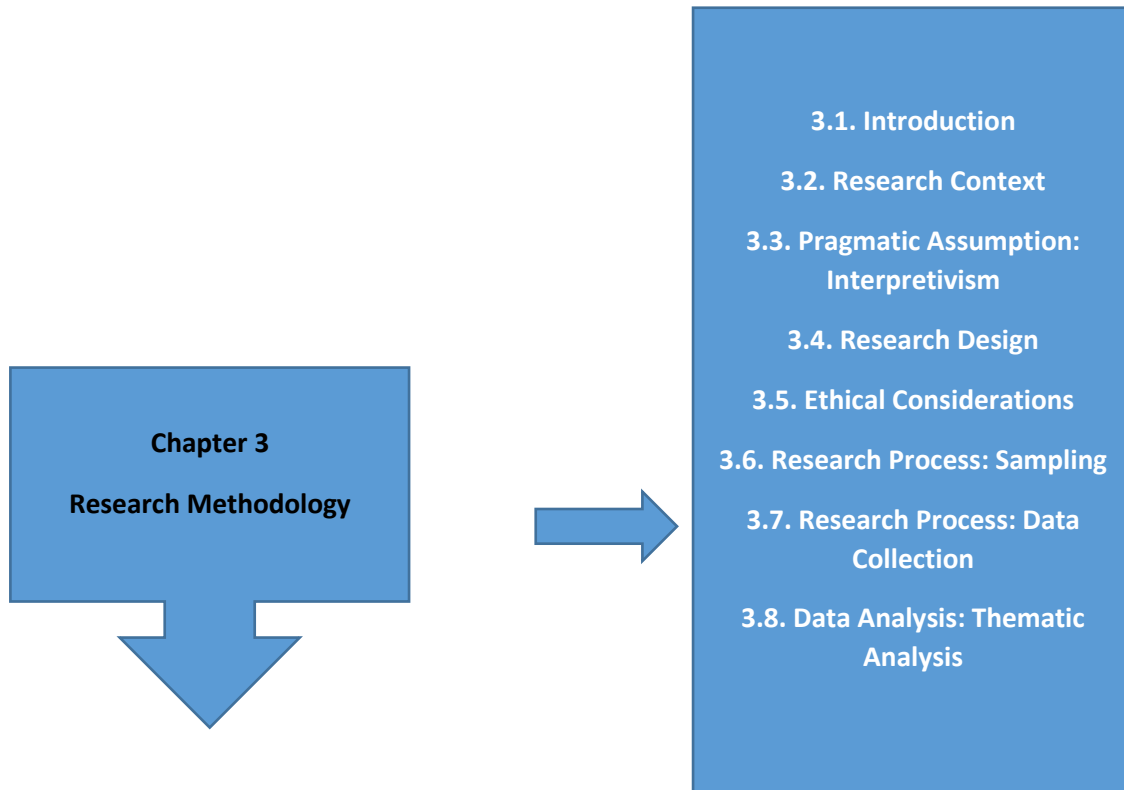 Chapter 3
Research Methodology
3.1. Introduction
3.2. Research Context
3.3. Pragmatic Assumption:
Interpretivism
3.4. Research Design
3.5. Ethical Considerations
3.6. Research Process: Sampling
3.7. Research Process: Data
Collection
3.8. Data Analysis: Thematic
Analysis